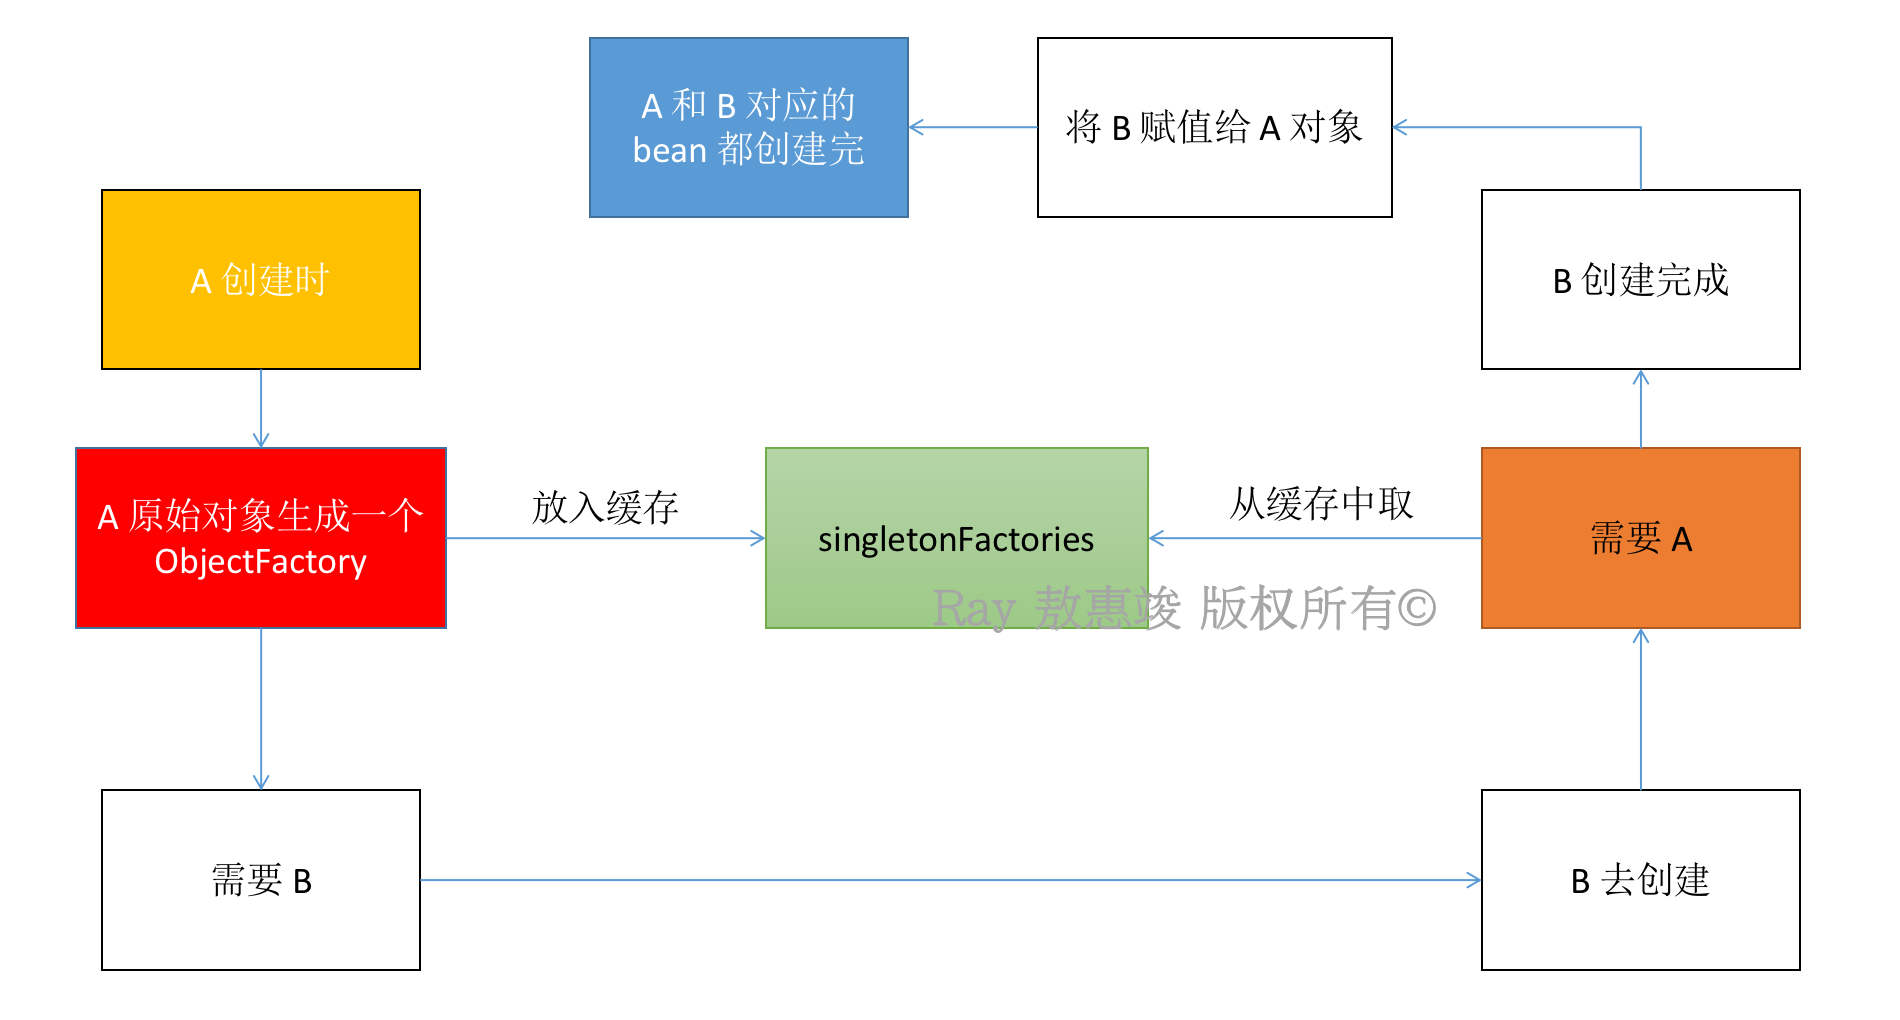 A 和 B 对应的
bean 都创建完
将 B 赋值给 A 对象
A 创建时
B 创建完成
A 原始对象生成一个
ObjectFactory
放入缓存
singletonFactories
从缓存中取
需要 A
Ray 敖惠竣 版权所有©
需要 B
B 去创建